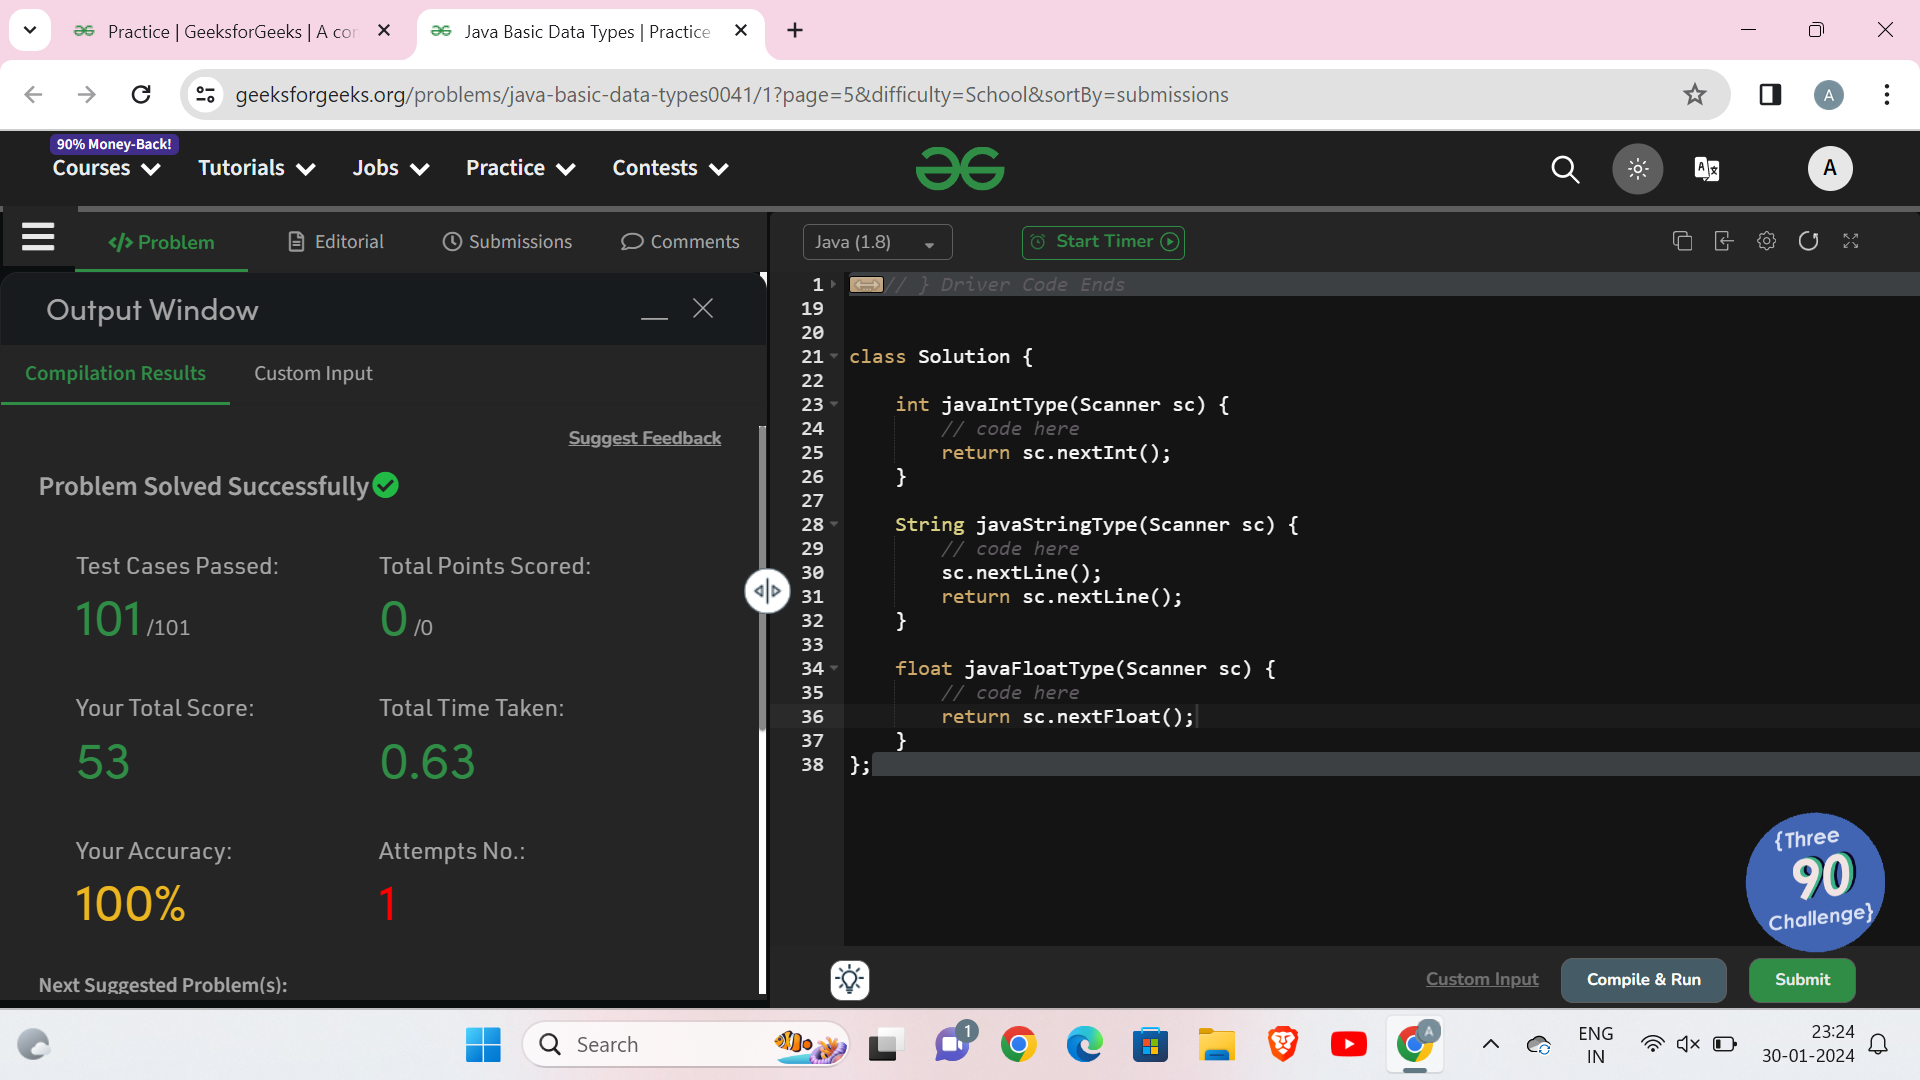 Practice | GeeksforGeeks | A co
Java Basic Data Types | Practice
geeksforgeeks.org/problems/java-basic-data-types0041/1?page=5&difficulty=School&sortBy=submissions
A
90% Money-Back!
Courses
Tutorials
Jobs
Practice
Contests
A
Problem
Editorial
Submissions
Comments
Java (1.8)
Start Timer
Output Window
Compilation Results
Custom Input
Suggest Feedback
Problem Solved Successfully
Test Cases Passed:
101 /101
Total Points Scored:
0 /0
Your Total Score:
53
Total Time Taken:
0.63
Your Accuracy:
100%
Attempts No.:
1
Next Suggested Problem(s):
1 // } Driver Code Ends
19
20
21 class Solution {
22
23 int javaIntType(Scanner sc) {
24 // code here
25 return sc.nextInt();
26 }
27
28 String javaStringType(Scanner sc) {
29 // code here
30 sc.nextLine();
31 return sc.nextLine();
32 }
33
34 float javaFloatType(Scanner sc) {
35 // code here
36 return sc.nextFloat();
37 }
38 };
{Three
90
Challenge}
Custom Input
Compile & Run
Submit
Search
1
A
ENG
IN
23:24
30-01-2024